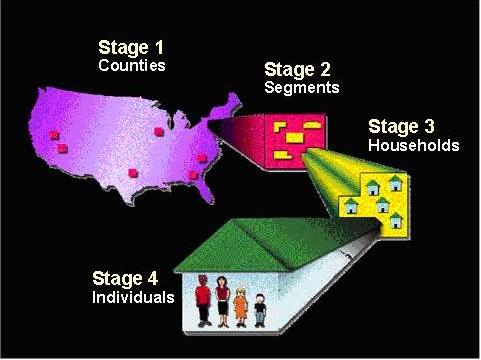 Stage 1
Counties
Stage 2
Segments
Stage 3
Households
Stage 4
Individuals